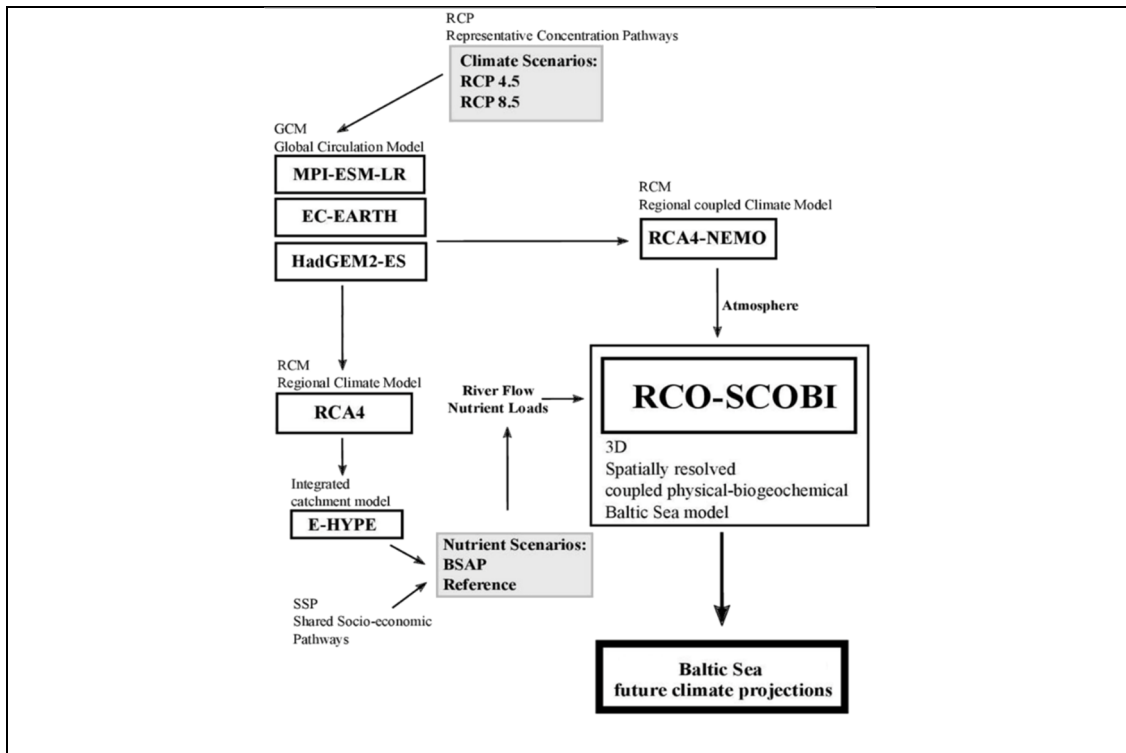 RCP
Representative Concentration Pathways
Climate Scenarios:
RCP 4.5
RCP 8.5
GCM
Global Circulation Model
MPI-ESM-LR
EC-EARTH
HadGEM2-ES
RCM
Regional coupled Climate Model
RCA4-NEMO
Atmosphere
RCM
Regional Climate Model
RCA4
Integrated
catchment model
E-HYPE
SSP
Shared Socio-economic
Pathways
Nutrient Scenarios:
BSAP
Reference
River Flow
Nutrient Loads
RCO-SCOBI
3D
Spatially resolved
coupled physical-biogeochemical
Baltic Sea model
Baltic Sea
future climate projections